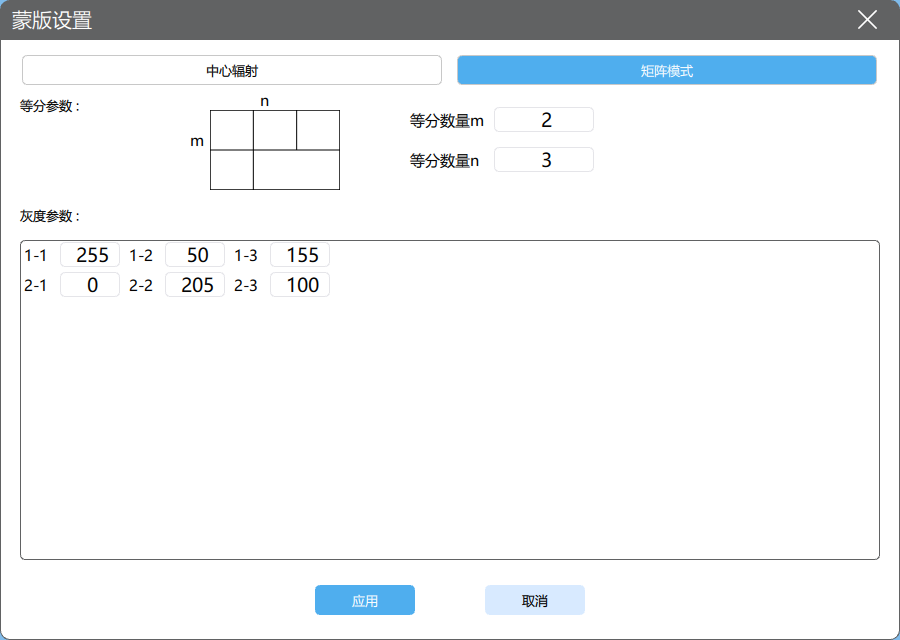 蒙版设置
中心辐射 矩阵模式
等分参数：
n
m
等分数量m 2
等分数量n 3
灰度参数：
1-1 255 1-2 50 1-3 155
2-1 0 2-2 205 2-3 100
应用 取消